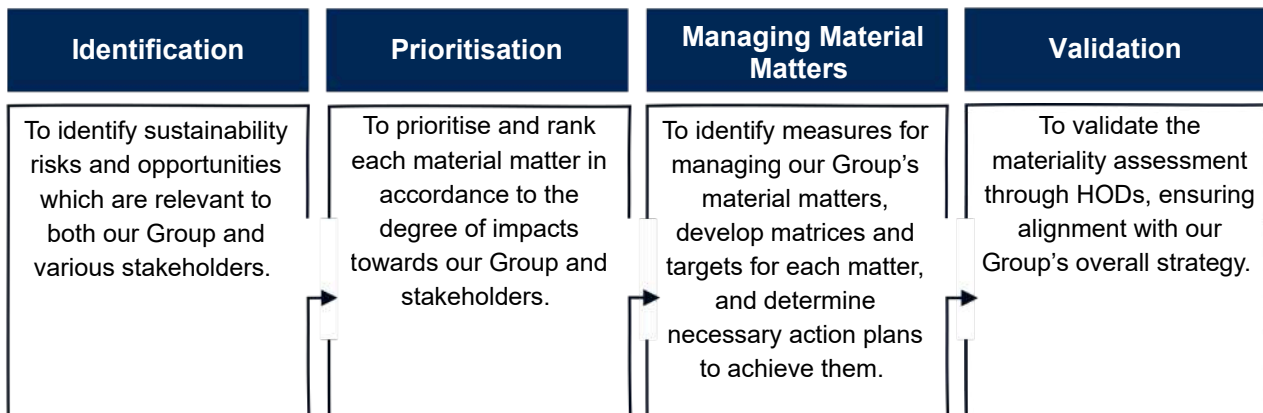 Identification
To identify sustainability
risks and opportunities
which are relevant to
both our Group and
various stakeholders.
Prioritisation
To prioritise and rank
each material matter in
accordance to the
degree of impacts
towards our Group and
stakeholders.
Managing Material
Matters
To identify measures for
managing our Group’s
material matters,
develop matrices and
targets for each matter,
and determine
necessary action plans
to achieve them.
Validation
To validate the
materiality assessment
through HODs, ensuring
alignment with our
Group’s overall strategy.